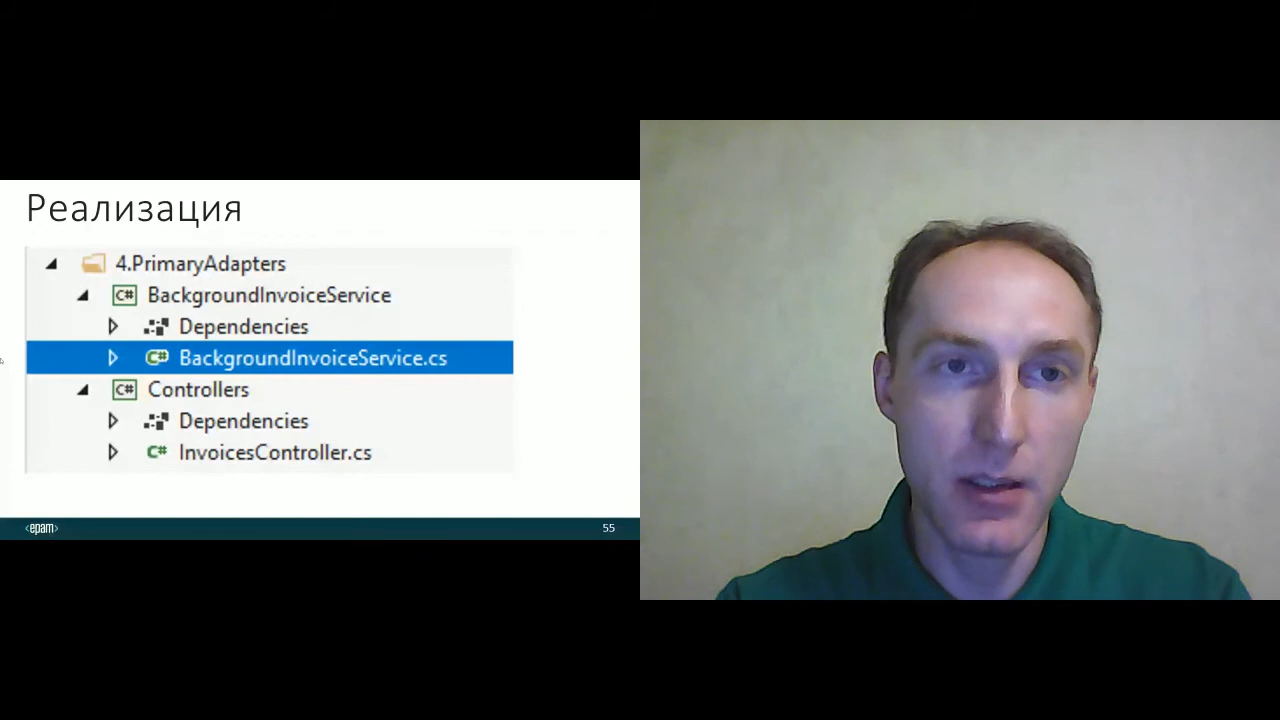 Реализация
4.PrimaryAdapters
C# BackgroundInvoiceService
Dependencies
C# BackgroundInvoiceService.cs
C# Controllers
Dependencies
C# InvoicesController.cs
<epam> 55